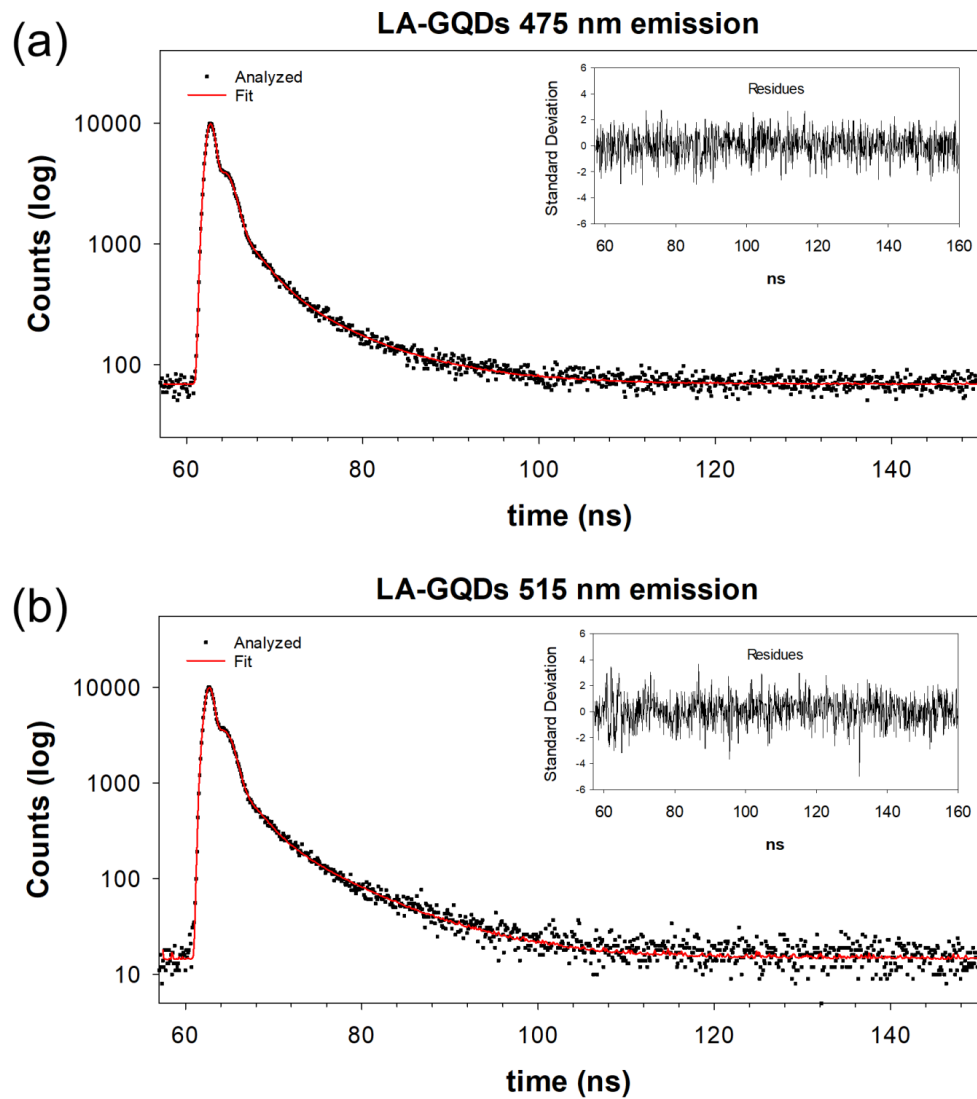 (a)
LA-GQDs 475 nm emission
Analyzed
Fit
Counts (log)
10000
1000
100
60 80 100 120 140
time (ns)
Residues
Standard Deviation
6
4
2
0
-2
-4
-6
60 80 100 120 140 160
ns
(b)
LA-GQDs 515 nm emission
Analyzed
Fit
Counts (log)
10000
1000
100
10
60 80 100 120 140
time (ns)
Residues
Standard Deviation
6
4
2
0
-2
-4
-6
60 80 100 120 140 160
ns